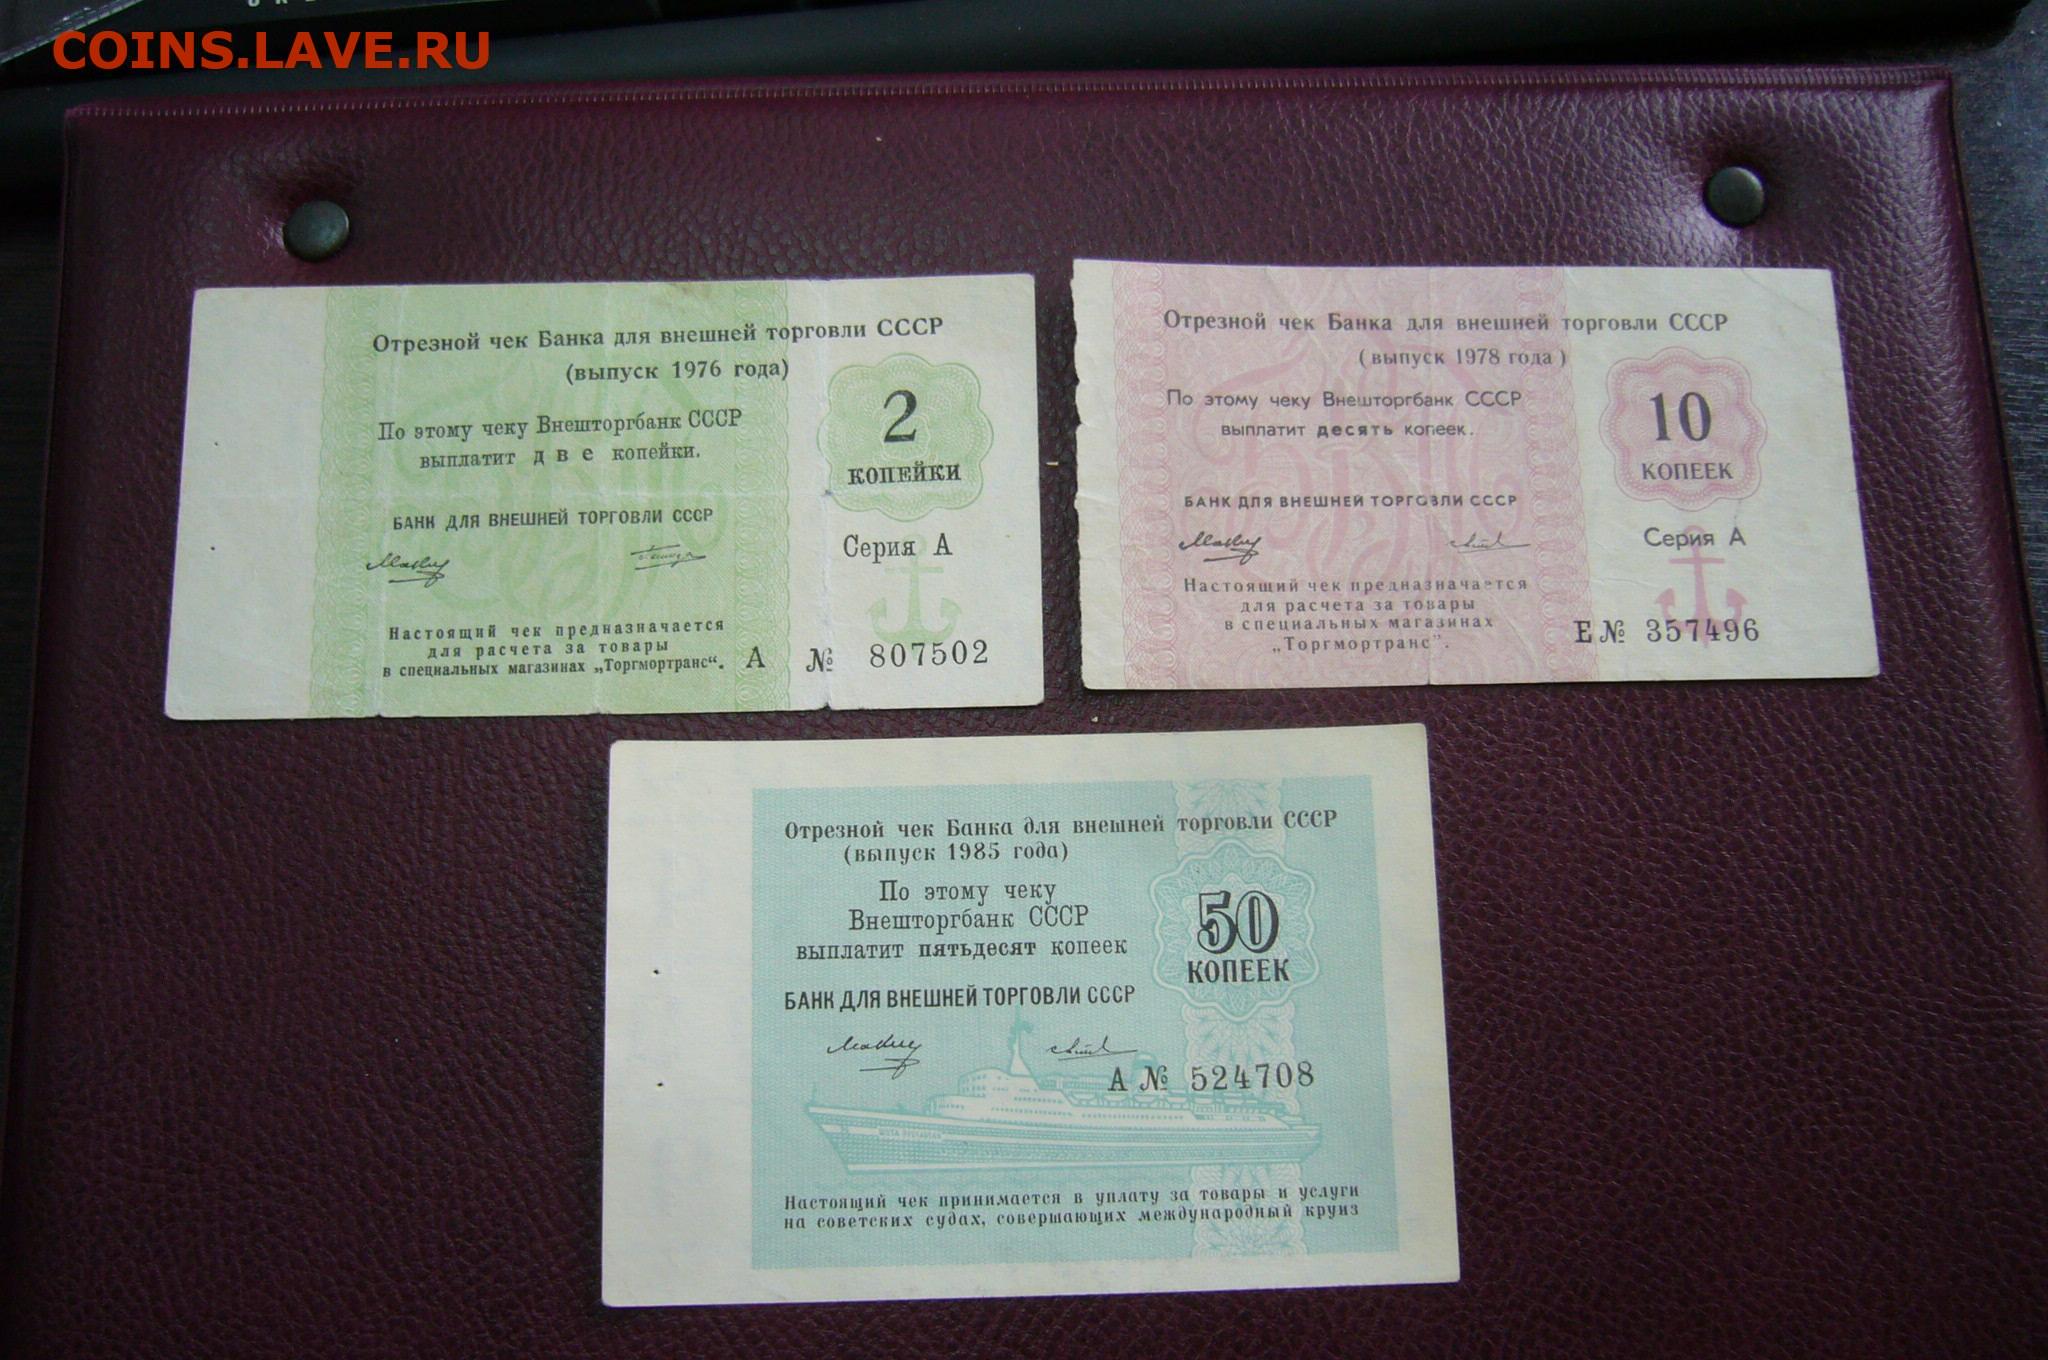 COINS.LAVE.RU
Отрезной чек Банка для внешней торговли СССР
(выпуск 1976 года)
По этому чеку Внешторгбанк СССР
выплатит две копейки.
2
КОПЕЙКИ
БАНК ДЛЯ ВНЕШНЕЙ ТОРГОВЛИ СССР
Серия А
Настоящий чек предназначается
для расчета за товары
в специальных магазинах „Торгмортранс“.
А № 807502
Отрезной чек Банка для внешней торговли СССР
(выпуск 1978 года)
По этому чеку Внешторгбанк СССР
выплатит десять копеек.
10
КОПЕЕК
БАНК ДЛЯ ВНЕШНЕЙ ТОРГОВЛИ СССР
Серия А
Настоящий чек предназначается
для расчета за товары
в специальных магазинах
"Торгмортранс".
Е № 357496
Отрезной чек Банка для внешней торговли СССР
(выпуск 1985 года)
По этому чеку
Внешторгбанк СССР
выплатит пятьдесят копеек
50
КОПЕЕК
БАНК ДЛЯ ВНЕШНЕЙ ТОРГОВЛИ СССР
А № 524708
Настоящий чек принимается в уплату за товары и услуги
на советских судах, совершающих международный круиз